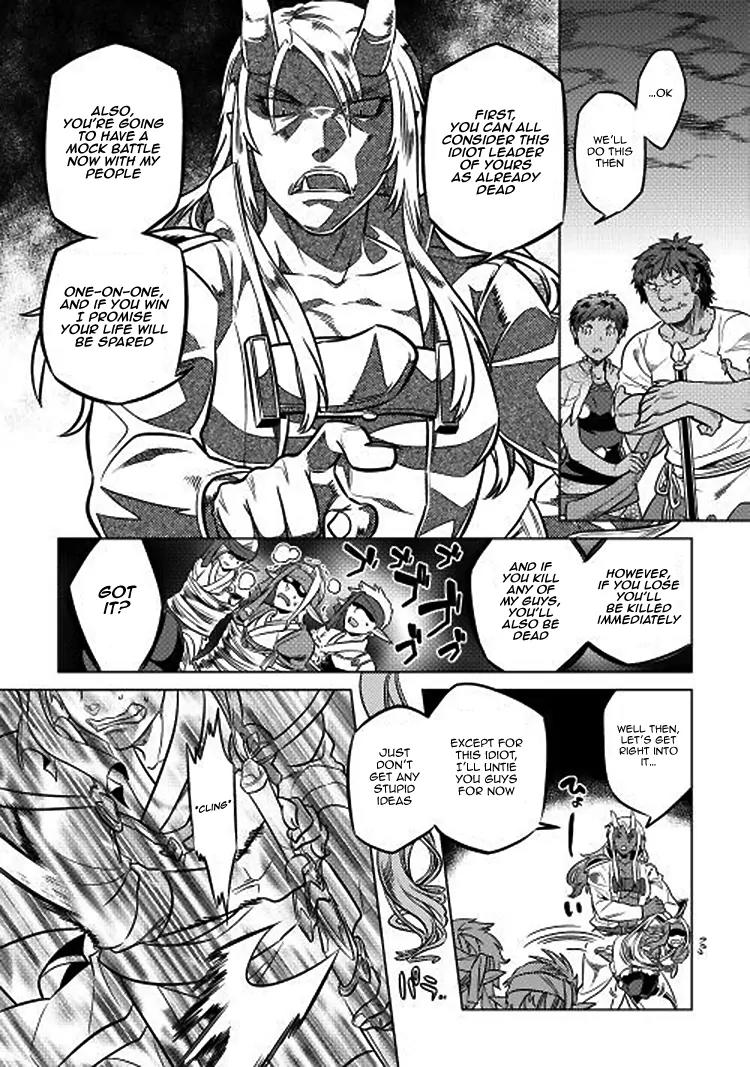 ...OK
WE'LL
DO THIS
THEN
FIRST,
YOU CAN ALL
CONSIDER THIS
IDIOT LEADER
OF YOURS
AS ALREADY
DEAD
ALSO,
YOU'RE GOING
TO HAVE A
MOCK BATTLE
NOW WITH MY
PEOPLE
ONE-ON-ONE,
AND IF YOU WIN
I PROMISE
YOUR LIFE WILL
BE SPARED
HOWEVER,
IF YOU LOSE
YOU'LL
BE KILLED
IMMEDIATELY
AND IF
YOU KILL
ANY OF
MY GUYS,
YOU'LL
ALSO BE
DEAD
GOT
IT?
WELL THEN,
LET'S GET
RIGHT INTO
IT...
EXCEPT FOR
THIS IDIOT,
I'LL UNTIE
YOU GUYS
FOR NOW
JUST
DON'T
GET ANY
STUPID
IDEAS
*CLING*